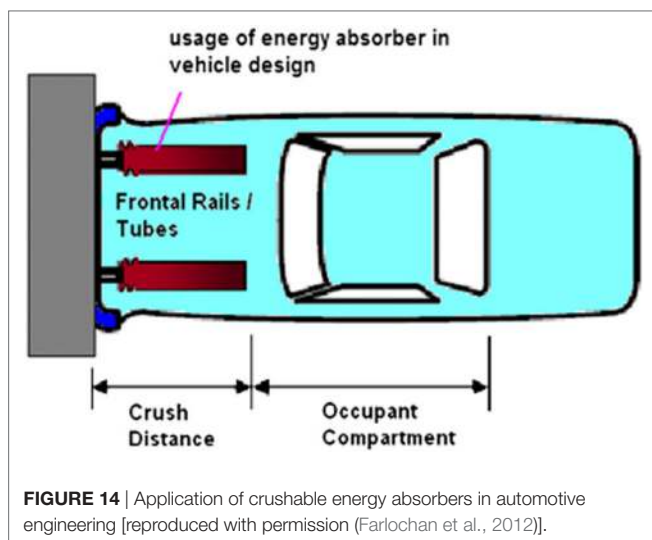 usage of energy absorber in
vehicle design
Frontal Rails /
Tubes
Crush
Distance
Occupant
Compartment
FIGURE 14 | Application of crushable energy absorbers in automotive
engineering [reproduced with permission (Farlochan et al., 2012)].